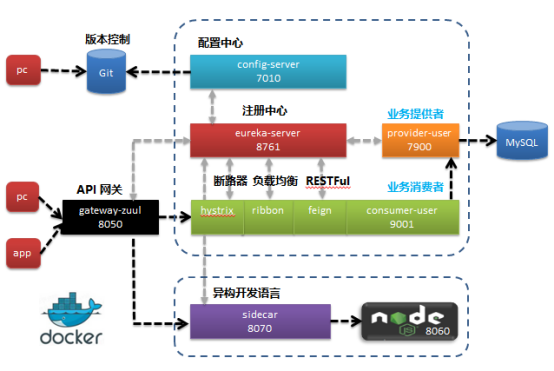 版本控制
配置中心
pc
Git
config-server
7010
注册中心
业务提供者
eureka-server
8761
provider-user
7900
MySQL
断路器 负载均衡 RESTFul
业务消费者
API 网关
pc
gateway-zuul
8050
hystrix
ribbon
feign
consumer-user
9001
app
异构开发语言
sidecar
8070
node
JS
8060
docker